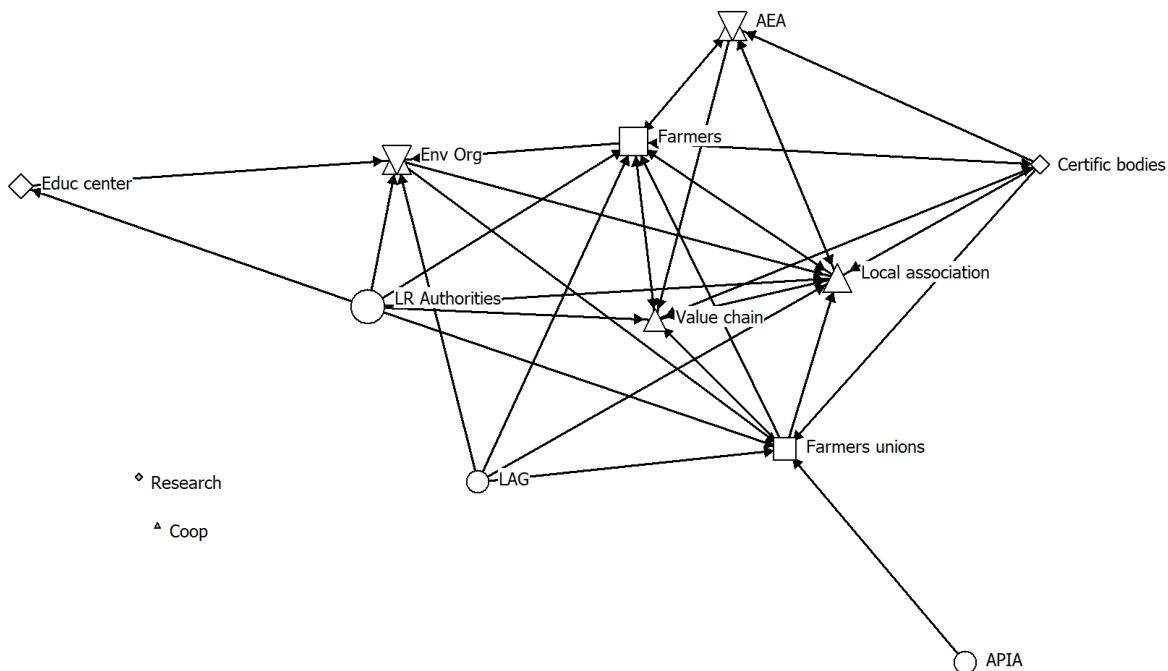 AEA
Farmers
Env Org
Certific bodies
Educ center
Local association
LR Authorities
Value chain
Farmers unions
LAG
Research
Coop
APIA